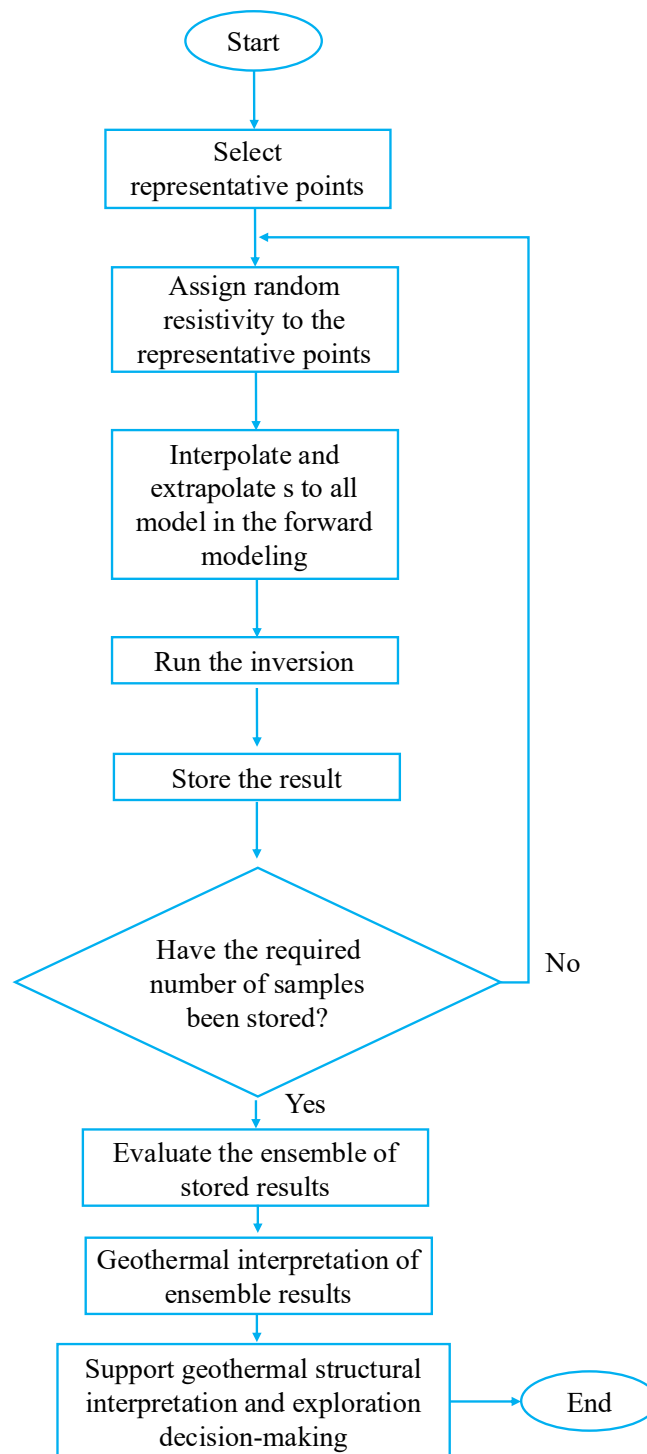 Start
Select
representative points
Assign random
resistivity to the
representative points
Interpolate and
extrapolate s to all
model in the forward
modeling
Run the inversion
Store the result
Have the required
number of samples
been stored?
No
Yes
Evaluate the ensemble of
stored results
Geothermal interpretation of
ensemble results
Support geothermal structural
interpretation and exploration
decision-making
End